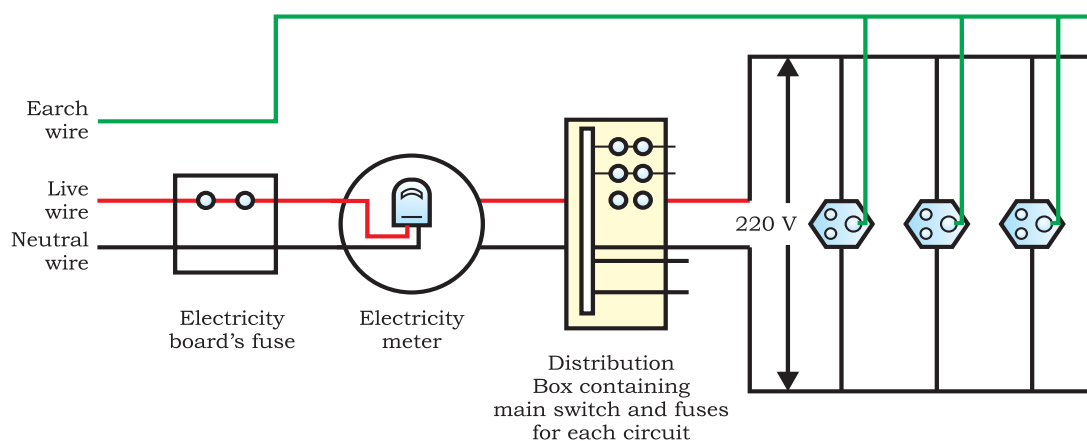 Earch
wire
Live
wire
Neutral
wire
Electricity
board's fuse
Electricity
meter
Distribution
Box containing
main switch and fuses
for each circuit
220 V